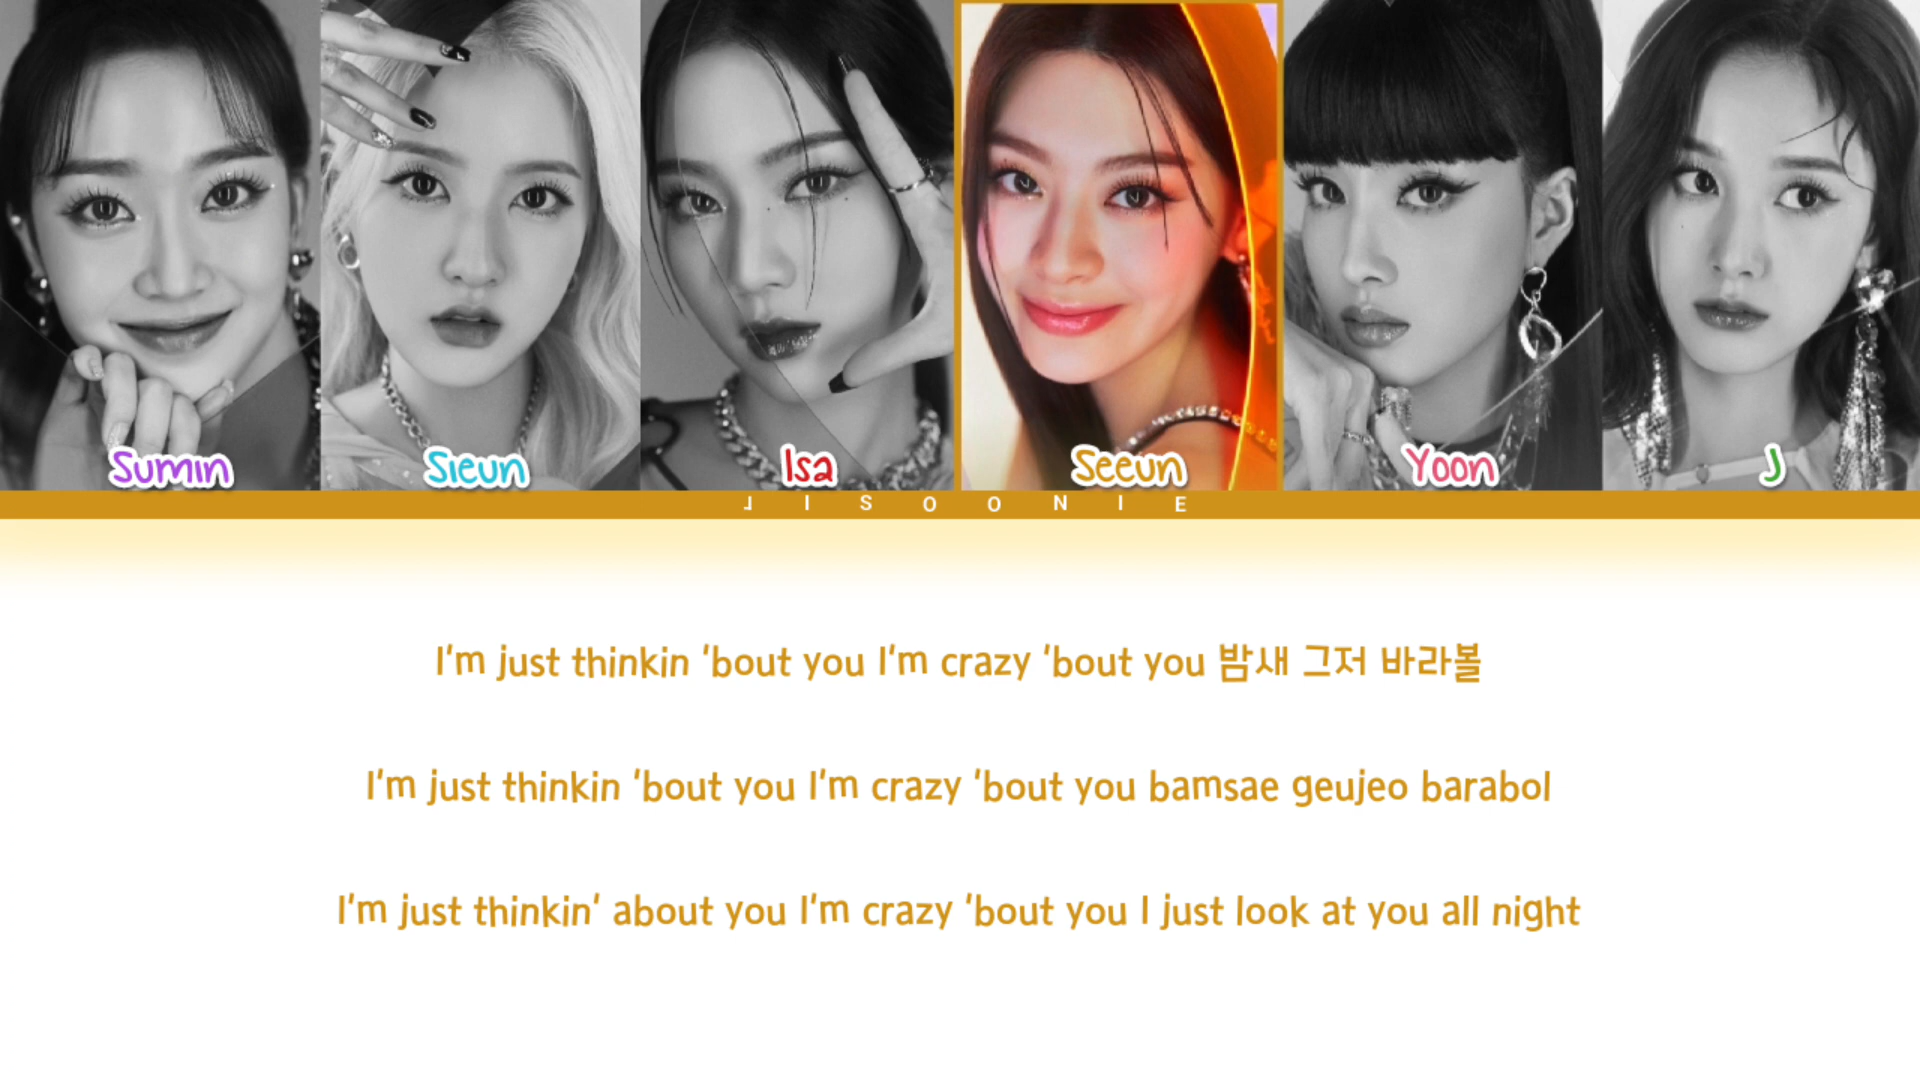 Sumin Sieun Isa Seeun Yoon J
JISOONIE
I'm just thinkin 'bout you I'm crazy 'bout you 밤새 그저 바라볼
I'm just thinkin 'bout you I'm crazy 'bout you bamsae geujeo barabol
I'm just thinkin' about you I'm crazy 'bout you I just look at you all night